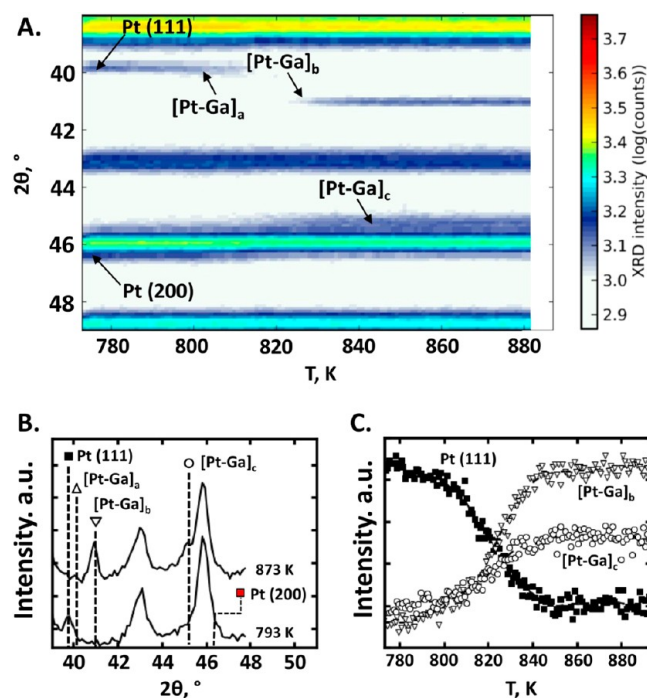 A.
Pt (111)
[Pt-Ga]b
[Pt-Ga]a
[Pt-Ga]c
Pt (200)
40
42
44
46
48
2θ, °
780 800 820 840 860 880
T, K
3.7
3.6
3.5
3.4
3.3
3.2
3.1
3.0
2.9
XRD intensity (log(counts))
B.
■ Pt (111)
△ [Pt-Ga]a
▽ [Pt-Ga]b
○ [Pt-Ga]c
873 K
Pt (200)
793 K
Intensity. a.u.
40 42 44 46 48 50
2θ, °
C.
Pt (111)
[Pt-Ga]b
[Pt-Ga]c
Intensity. a.u.
780 800 820 840 860 880
T, K